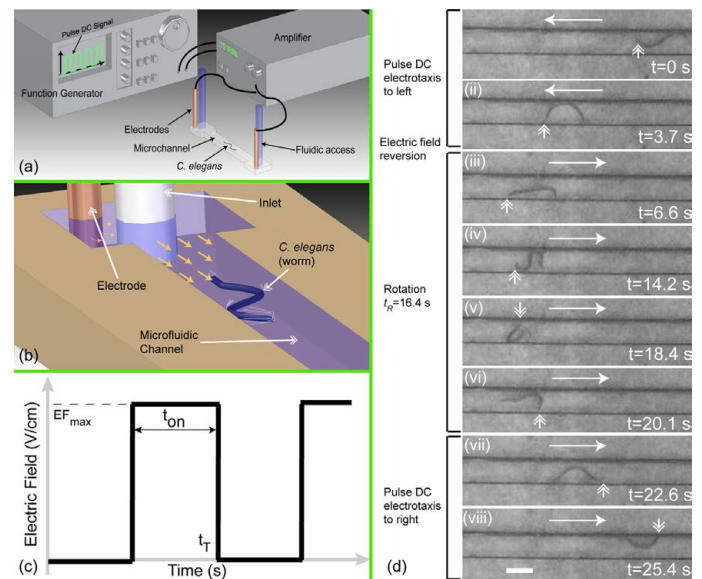 Pulse DC Signal
Function Generator
Amplifier
Electrodes
Microchannel
C. elegans
Fluidic access
(a)
Inlet
Electrode
C. elegans
(worm)
Microfluidic
Channel
(b)
Electric Field (V/cm)
EFmax
ton
tT
Time (s)
(c)
Pulse DC
electrotaxis
to left
Electric field
reversion
Rotation
tR=16.4 s
Pulse DC
electrotaxis
to right
(d)
t=0 s
(ii)
t=3.7 s
(iii)
t=6.6 s
(iv)
t=14.2 s
(v)
t=18.4 s
(vi)
t=20.1 s
(vii)
t=22.6 s
(viii)
t=25.4 s